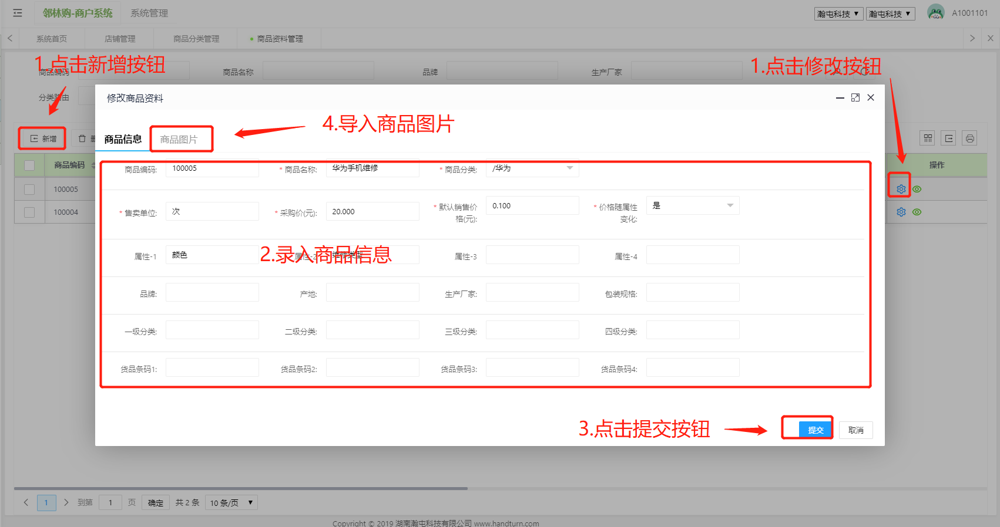 邻林购-商户系统 系统管理 瀚屯科技 瀚屯科技 A1001101
系统首页 店铺管理 商品分类管理 商品资料管理
1.点击新增按钮 1.点击修改按钮
商品编码 商品名称 品牌 生产厂家
分类路由
修改商品资料
4.导入商品图片
新增 删 商品信息 商品图片
商品编码 操作
商品编码: 100005 * 商品名称: 华为手机维修 * 商品分类: /华为
100005
* 售卖单位: 次 * 采购价(元): 20.000 * 默认销售价格(元): 0.100 * 价格随属性变化: 是
100004
2.录入商品信息
属性-1 颜色 属性-2 维修类型 属性-3 属性-4
品牌: 产地: 生产厂家: 包装规格:
一级分类: 二级分类: 三级分类: 四级分类:
货品条码1: 货品条码2: 货品条码3: 货品条码4:
3.点击提交按钮 提交 取消
1 到第 1 页 确定 共 2 条 10 条/页
Copyright © 2019 湖南瀚屯科技有限公司 www.handturn.com